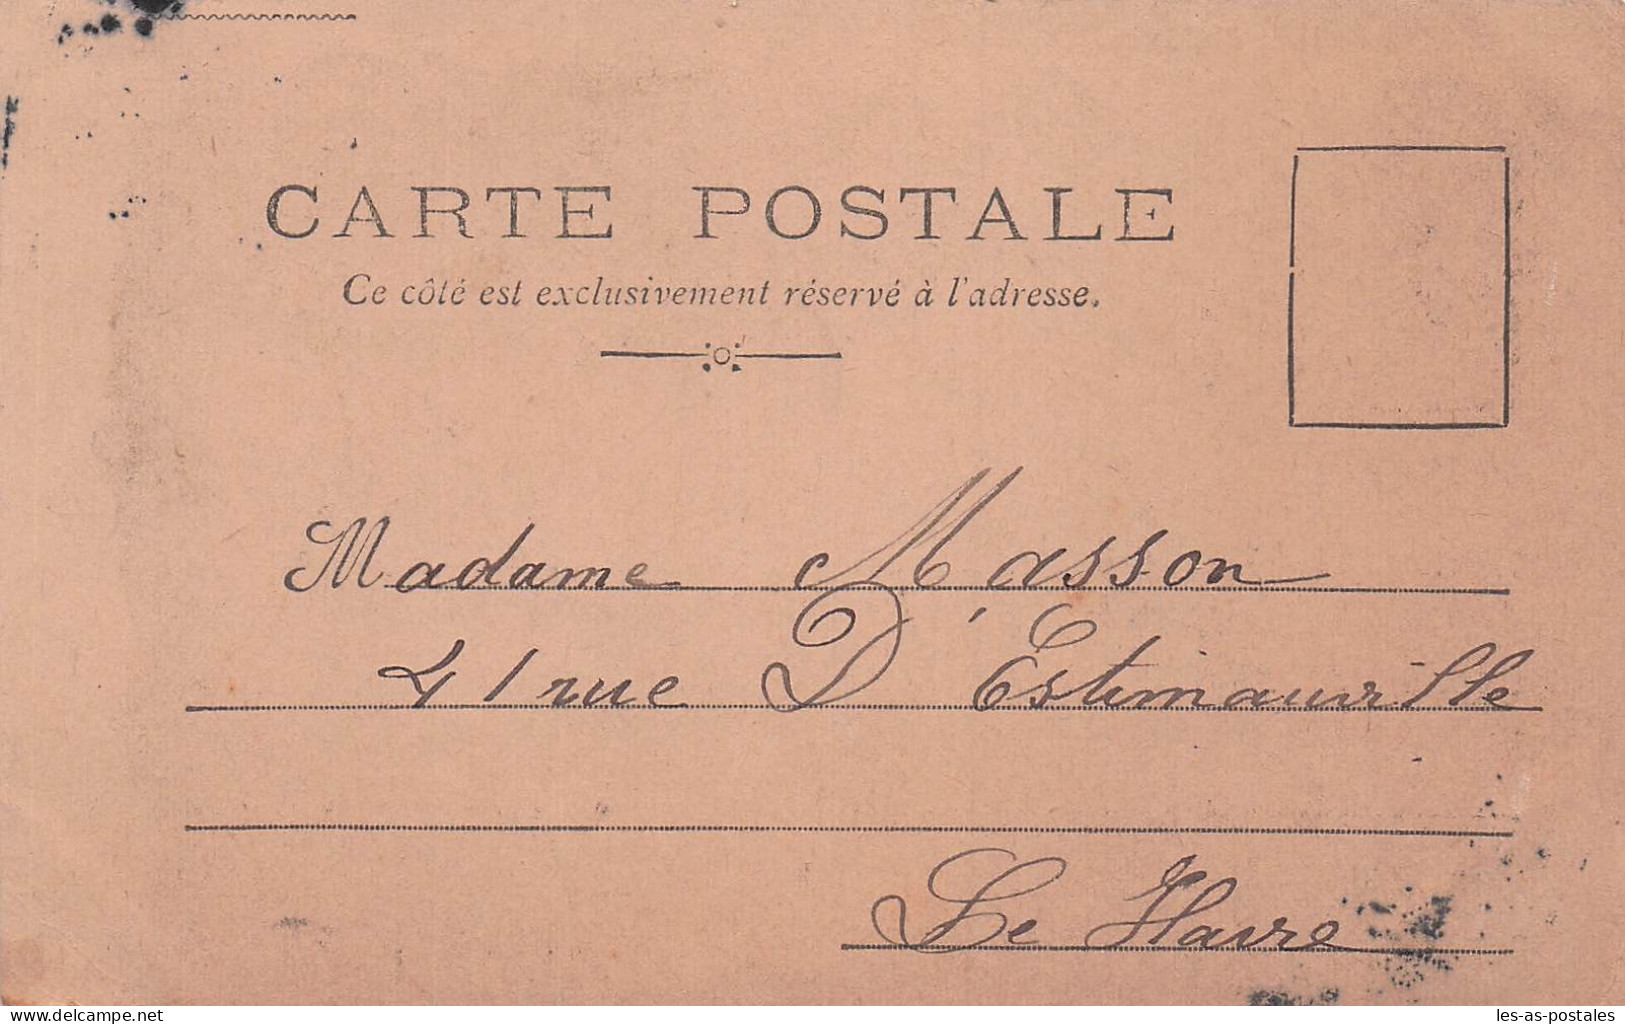 CARTE POSTALE
Ce côté est exclusivement réservé à l'adresse.
Madame Masson
41 rue D'Estimauville
Le Havre
delcampe.net
les-as-postales